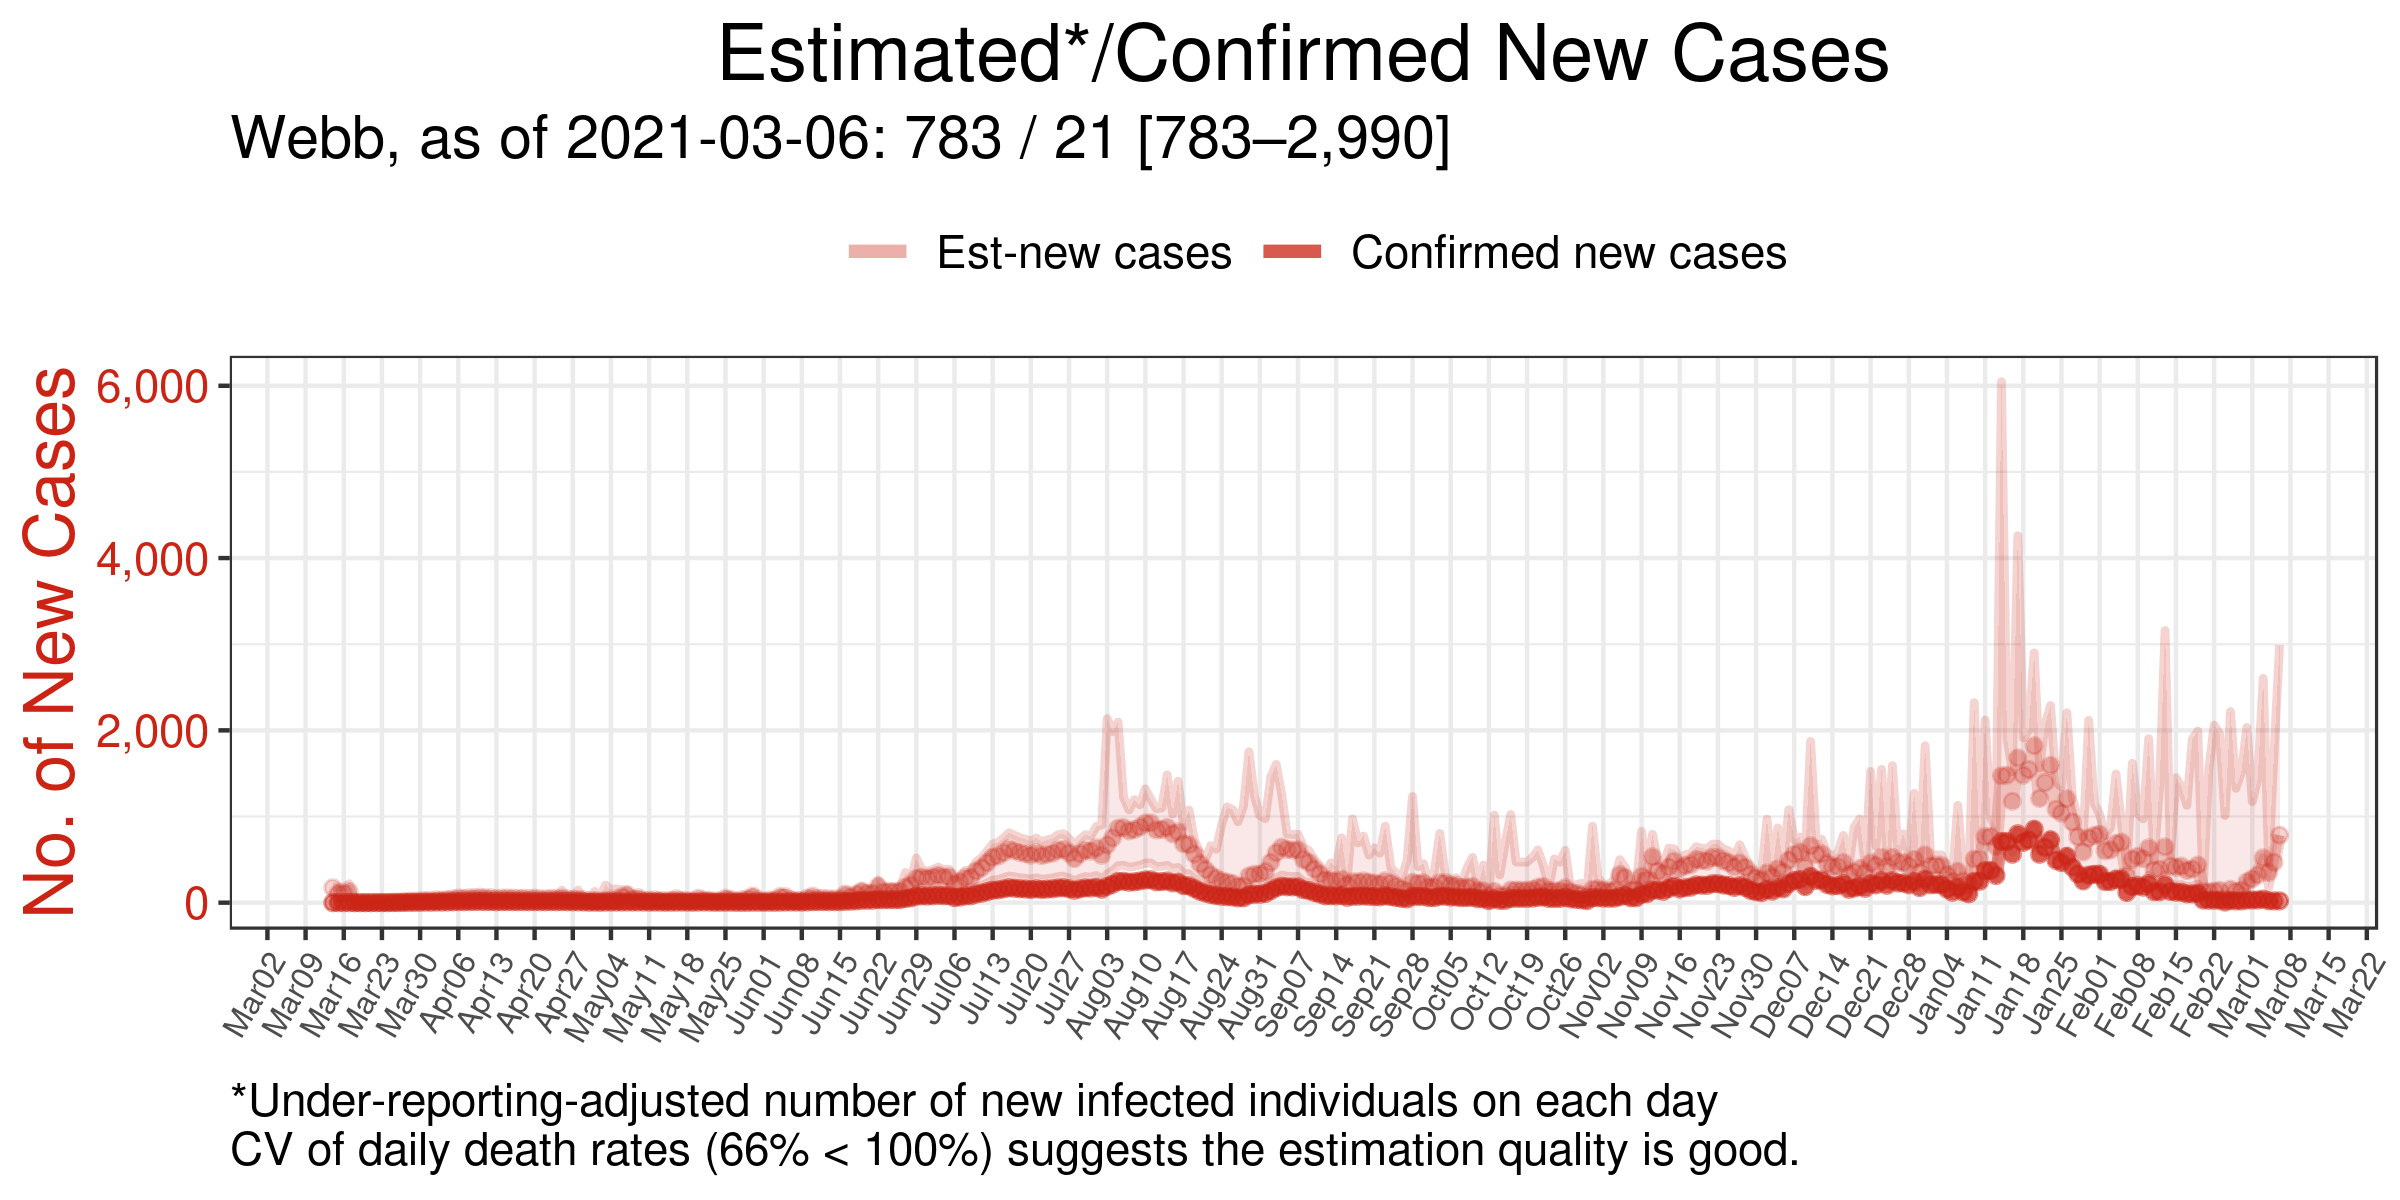 Estimated*/Confirmed New Cases
Webb, as of 2021-03-06: 783 / 21 [783–2,990]
Est-new cases Confirmed new cases
No. of New Cases
6,000
4,000
2,000
0
Mar02 Mar09 Mar16 Mar23 Mar30 Apr06 Apr13 Apr20 Apr27 May04 May11 May18 May25 Jun01 Jun08 Jun15 Jun22 Jun29 Jul06 Jul13 Jul20 Jul27 Aug03 Aug10 Aug17 Aug24 Aug31 Sep07 Sep14 Sep21 Sep28 Oct05 Oct12 Oct19 Oct26 Nov02 Nov09 Nov16 Nov23 Nov30 Dec07 Dec14 Dec21 Dec28 Jan04 Jan11 Jan18 Jan25 Feb01 Feb08 Feb15 Feb22 Mar01 Mar08 Mar15 Mar22
*Under-reporting-adjusted number of new infected individuals on each day
CV of daily death rates (66% < 100%) suggests the estimation quality is good.